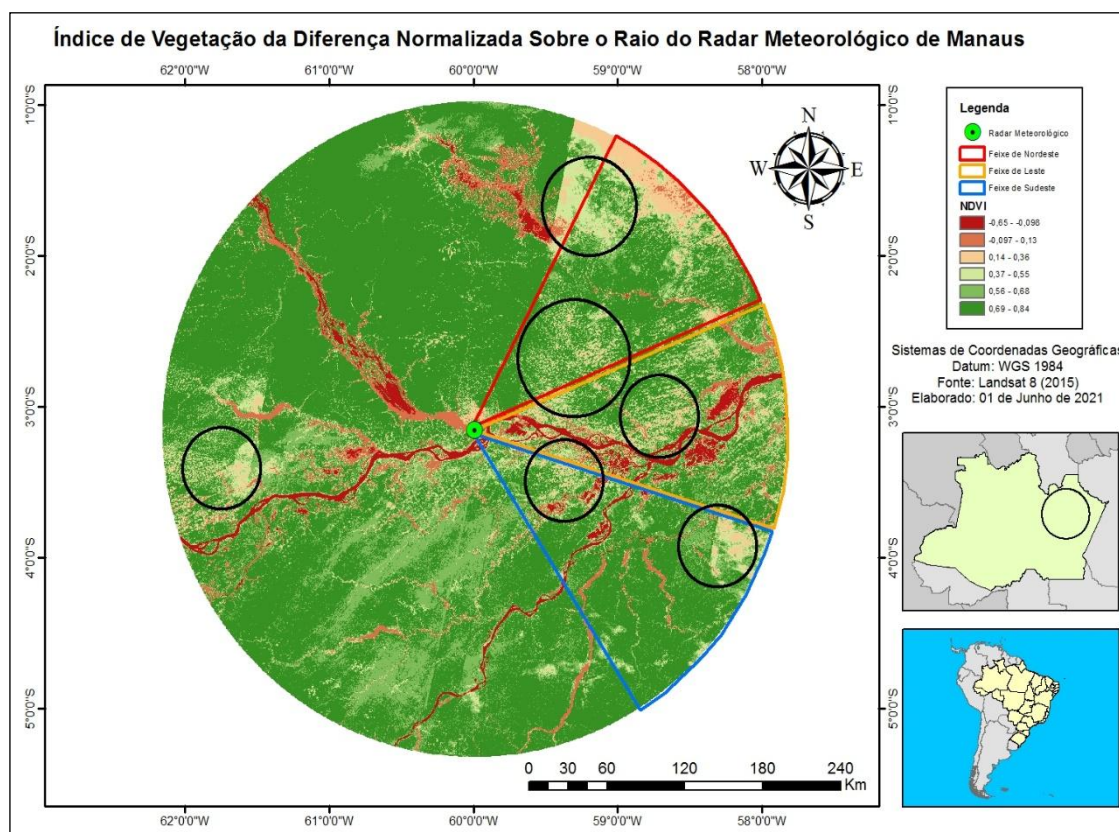 Índice de Vegetação da Diferença Normalizada Sobre o Raio do Radar Meteorológico de Manaus
62°0'0"W 61°0'0"W 60°0'0"W 59°0'0"W 58°0'0"W
1°0'0"S 1°0'0"S
2°0'0"S 2°0'0"S
3°0'0"S 3°0'0"S
4°0'0"S 4°0'0"S
5°0'0"S 5°0'0"S
N
W E
S
0 30 60 120 180 240
Km
62°0'0"W 61°0'0"W 60°0'0"W 59°0'0"W 58°0'0"W
Legenda
Radar Meteorológico
Feixe de Nordeste
Feixe de Leste
Feixe de Sudeste
NDVI
-0,65 - -0,098
-0,097 - 0,13
0,14 - 0,36
0,37 - 0,55
0,56 - 0,68
0,69 - 0,84
Sistemas de Coordenadas Geográficas
Datum: WGS 1984
Fonte: Landsat 8 (2015)
Elaborado: 01 de Junho de 2021